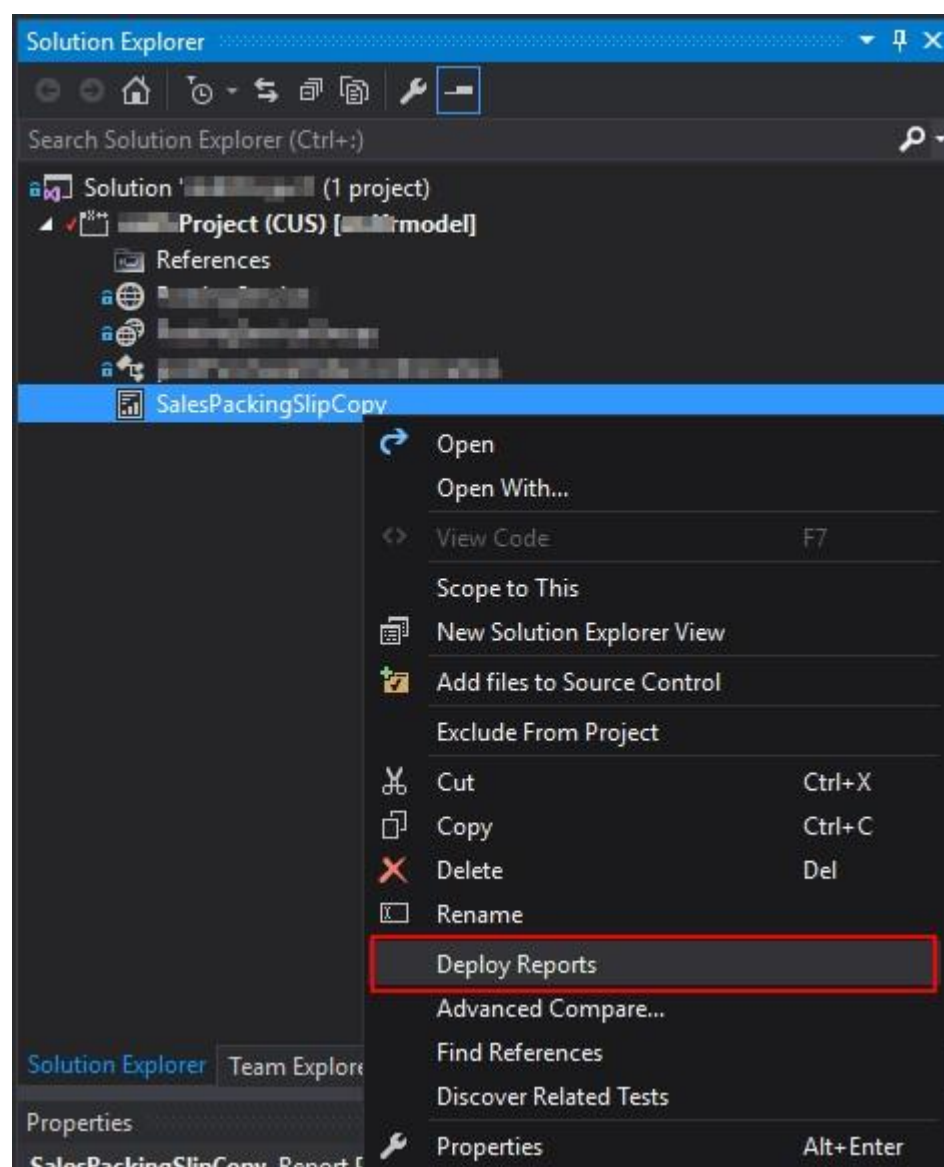 Solution Explorer
Search Solution Explorer (Ctrl+:)
Solution ' (1 project)
Project (CUS) [ rmodel]
References
SalesPackingSlipCopy
Open
Open With...
View Code F7
Scope to This
New Solution Explorer View
Add files to Source Control
Exclude From Project
Cut Ctrl+X
Copy Ctrl+C
Delete Del
Rename
Deploy Reports
Advanced Compare...
Find References
Discover Related Tests
Properties Alt+Enter
Solution Explorer Team Explore
Properties
SalesPackingSlipCopy Report